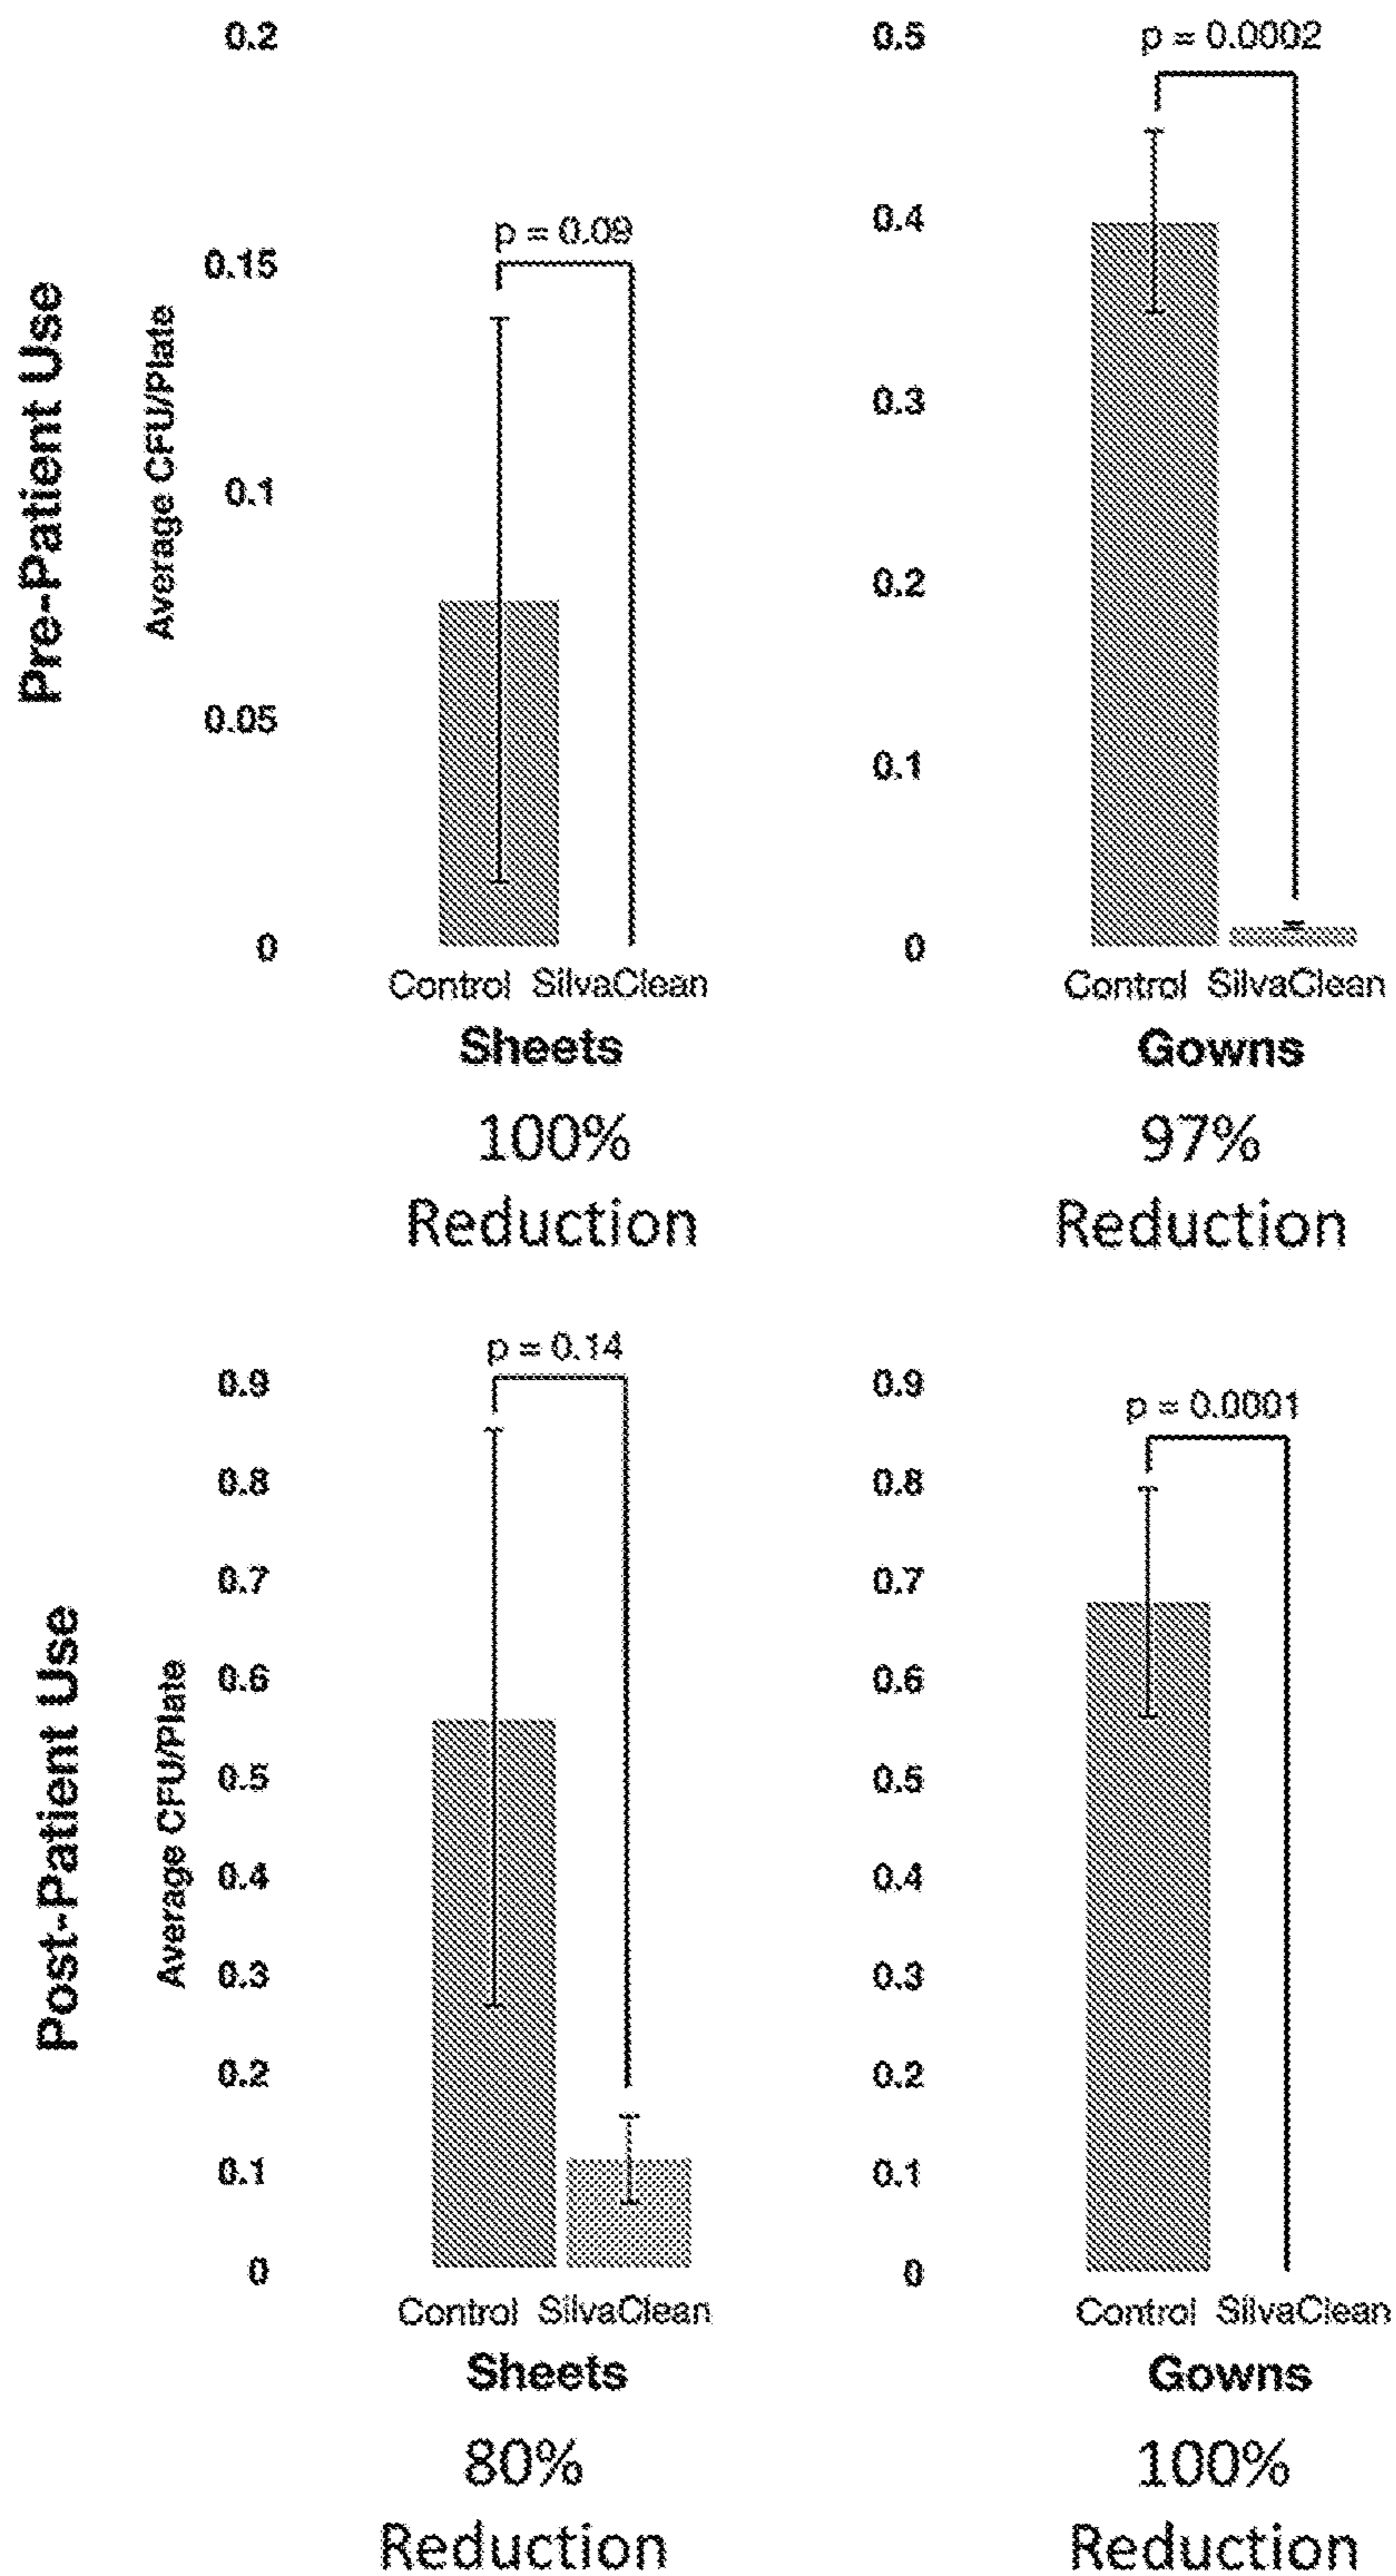 Pre-Patient Use
Average CFU/Plate
0.2
0.15
0.1
0.05
0
p = 0.09
Control SilvaClean
Sheets
100%
Reduction
0.5
0.4
0.3
0.2
0.1
0
p = 0.0002
Control SilvaClean
Gowns
97%
Reduction
Post-Patient Use
Average CFU/Plate
0.9
0.8
0.7
0.6
0.5
0.4
0.3
0.2
0.1
0
p = 0.14
Control SilvaClean
Sheets
80%
Reduction
0.9
0.8
0.7
0.6
0.5
0.4
0.3
0.2
0.1
0
p = 0.0001
Control SilvaClean
Gowns
100%
Reduction